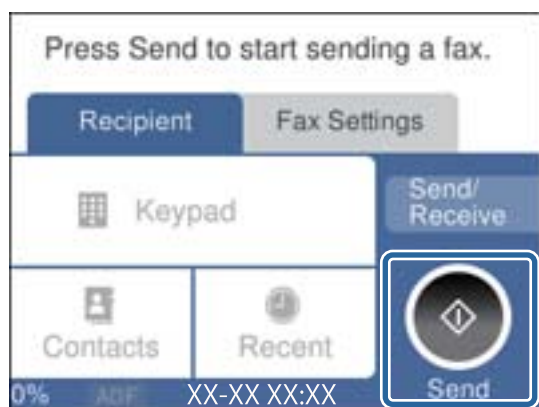 Press Send to start sending a fax.
Recipient
Fax Settings
Keypad
Send/
Receive
Contacts
Recent
0%
ADF
XX-XX XX:XX
Send